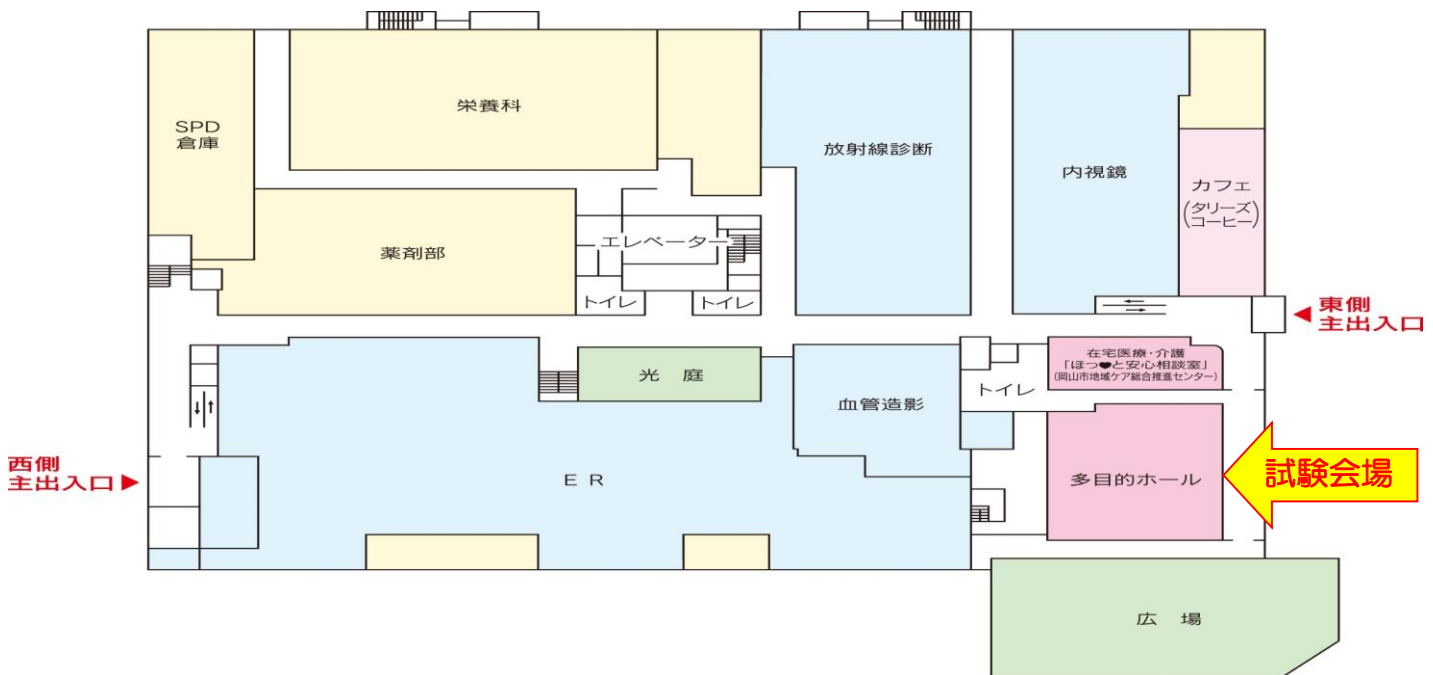 SPD
倉庫
栄養科
放射線診断
内視鏡
カフェ
(タリーズ
コーヒー)
薬剤部
エレベーター
トイレ
トイレ
東側
主出入口
在宅医療・介護
「ほっ♥と安心相談室」
(岡山市地域ケア総合推進センター)
光 庭
トイレ
血管造影
西側
主出入口
ER
多目的ホール
試験会場
広 場